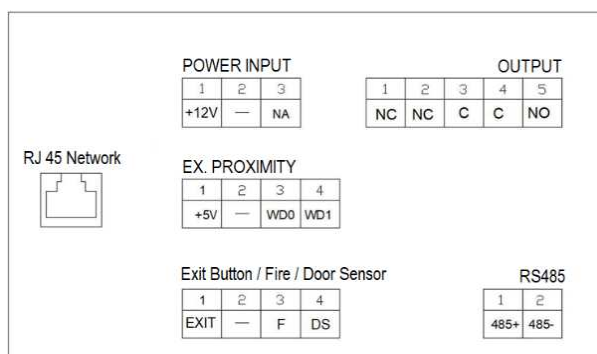 POWER INPUT
1 2 3
+12V — NA
OUTPUT
1 2 3 4 5
NC NC C C NO
RJ 45 Network
EX. PROXIMITY
1 2 3 4
+5V — WD0 WD1
Exit Button / Fire / Door Sensor
1 2 3 4
EXIT — F DS
RS485
1 2
485+ 485-